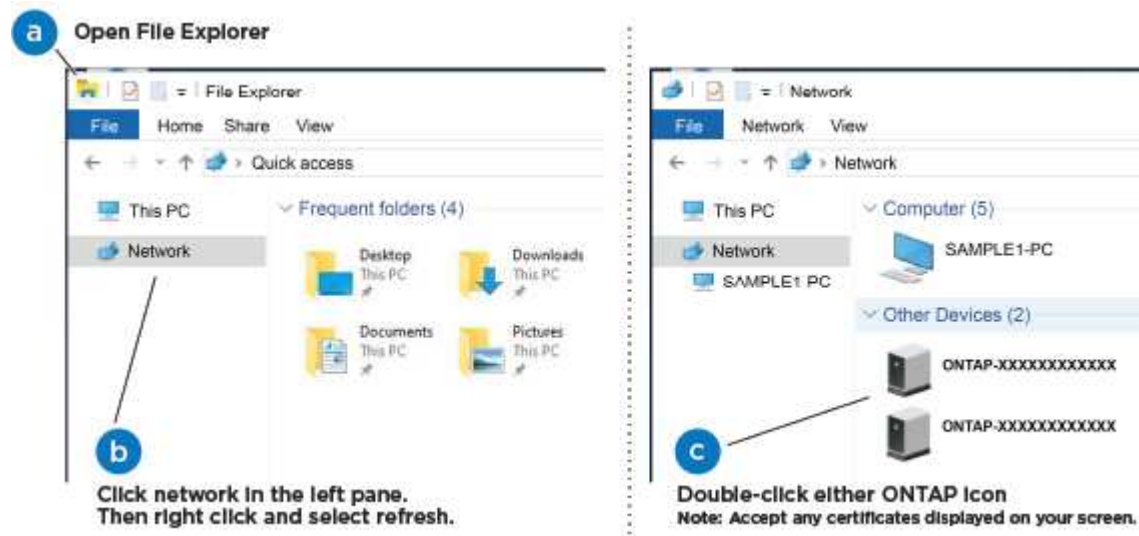 a Open File Explorer
File Explorer
File Home Share View
Quick access
This PC
Network
Frequent folders (4)
Desktop
This PC
Downloads
This PC
Documents
This PC
Pictures
This PC
b
Click network in the left pane.
Then right click and select refresh.
Network
File Network View
Network
This PC
Network
SAMPLE1 PC
Computer (5)
SAMPLE1-PC
Other Devices (2)
ONTAP-XXXXXXXXXXXX
ONTAP-XXXXXXXXXXXX
c
Double-click either ONTAP icon
Note: Accept any certificates displayed on your screen.